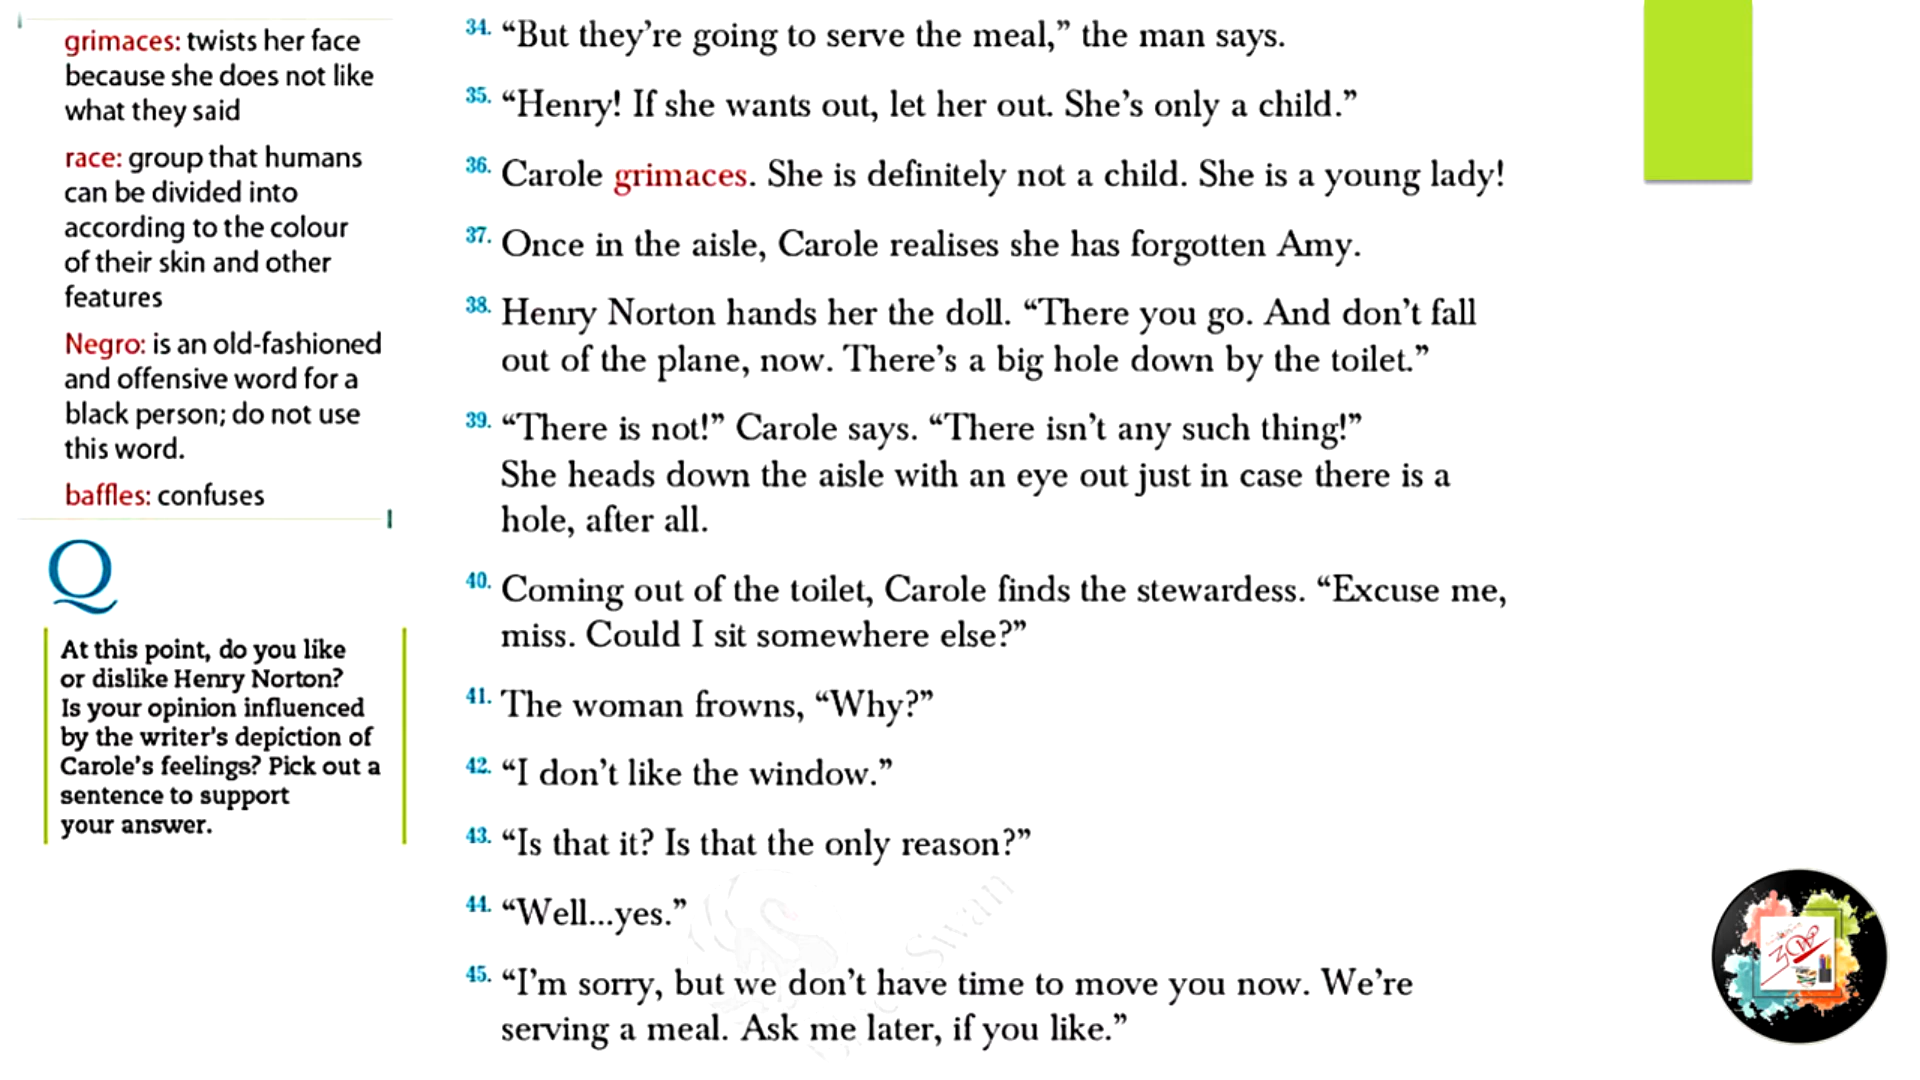 grimaces: twists her face
because she does not like
what they said
race: group that humans
can be divided into
according to the colour
of their skin and other
features
Negro: is an old-fashioned
and offensive word for a
black person; do not use
this word.
baffles: confuses
Q
At this point, do you like
or dislike Henry Norton?
Is your opinion influenced
by the writer's depiction of
Carole's feelings? Pick out a
sentence to support
your answer.
34. “But they’re going to serve the meal,” the man says.
35. “Henry! If she wants out, let her out. She’s only a child.”
36. Carole grimaces. She is definitely not a child. She is a young lady!
37. Once in the aisle, Carole realises she has forgotten Amy.
38. Henry Norton hands her the doll. “There you go. And don’t fall
out of the plane, now. There’s a big hole down by the toilet.”
39. “There is not!” Carole says. “There isn’t any such thing!”
She heads down the aisle with an eye out just in case there is a
hole, after all.
40. Coming out of the toilet, Carole finds the stewardess. “Excuse me,
miss. Could I sit somewhere else?”
41. The woman frowns, “Why?”
42. “I don’t like the window.”
43. “Is that it? Is that the only reason?”
44. “Well...yes.”
45. “I’m sorry, but we don’t have time to move you now. We’re
serving a meal. Ask me later, if you like.”
Swan